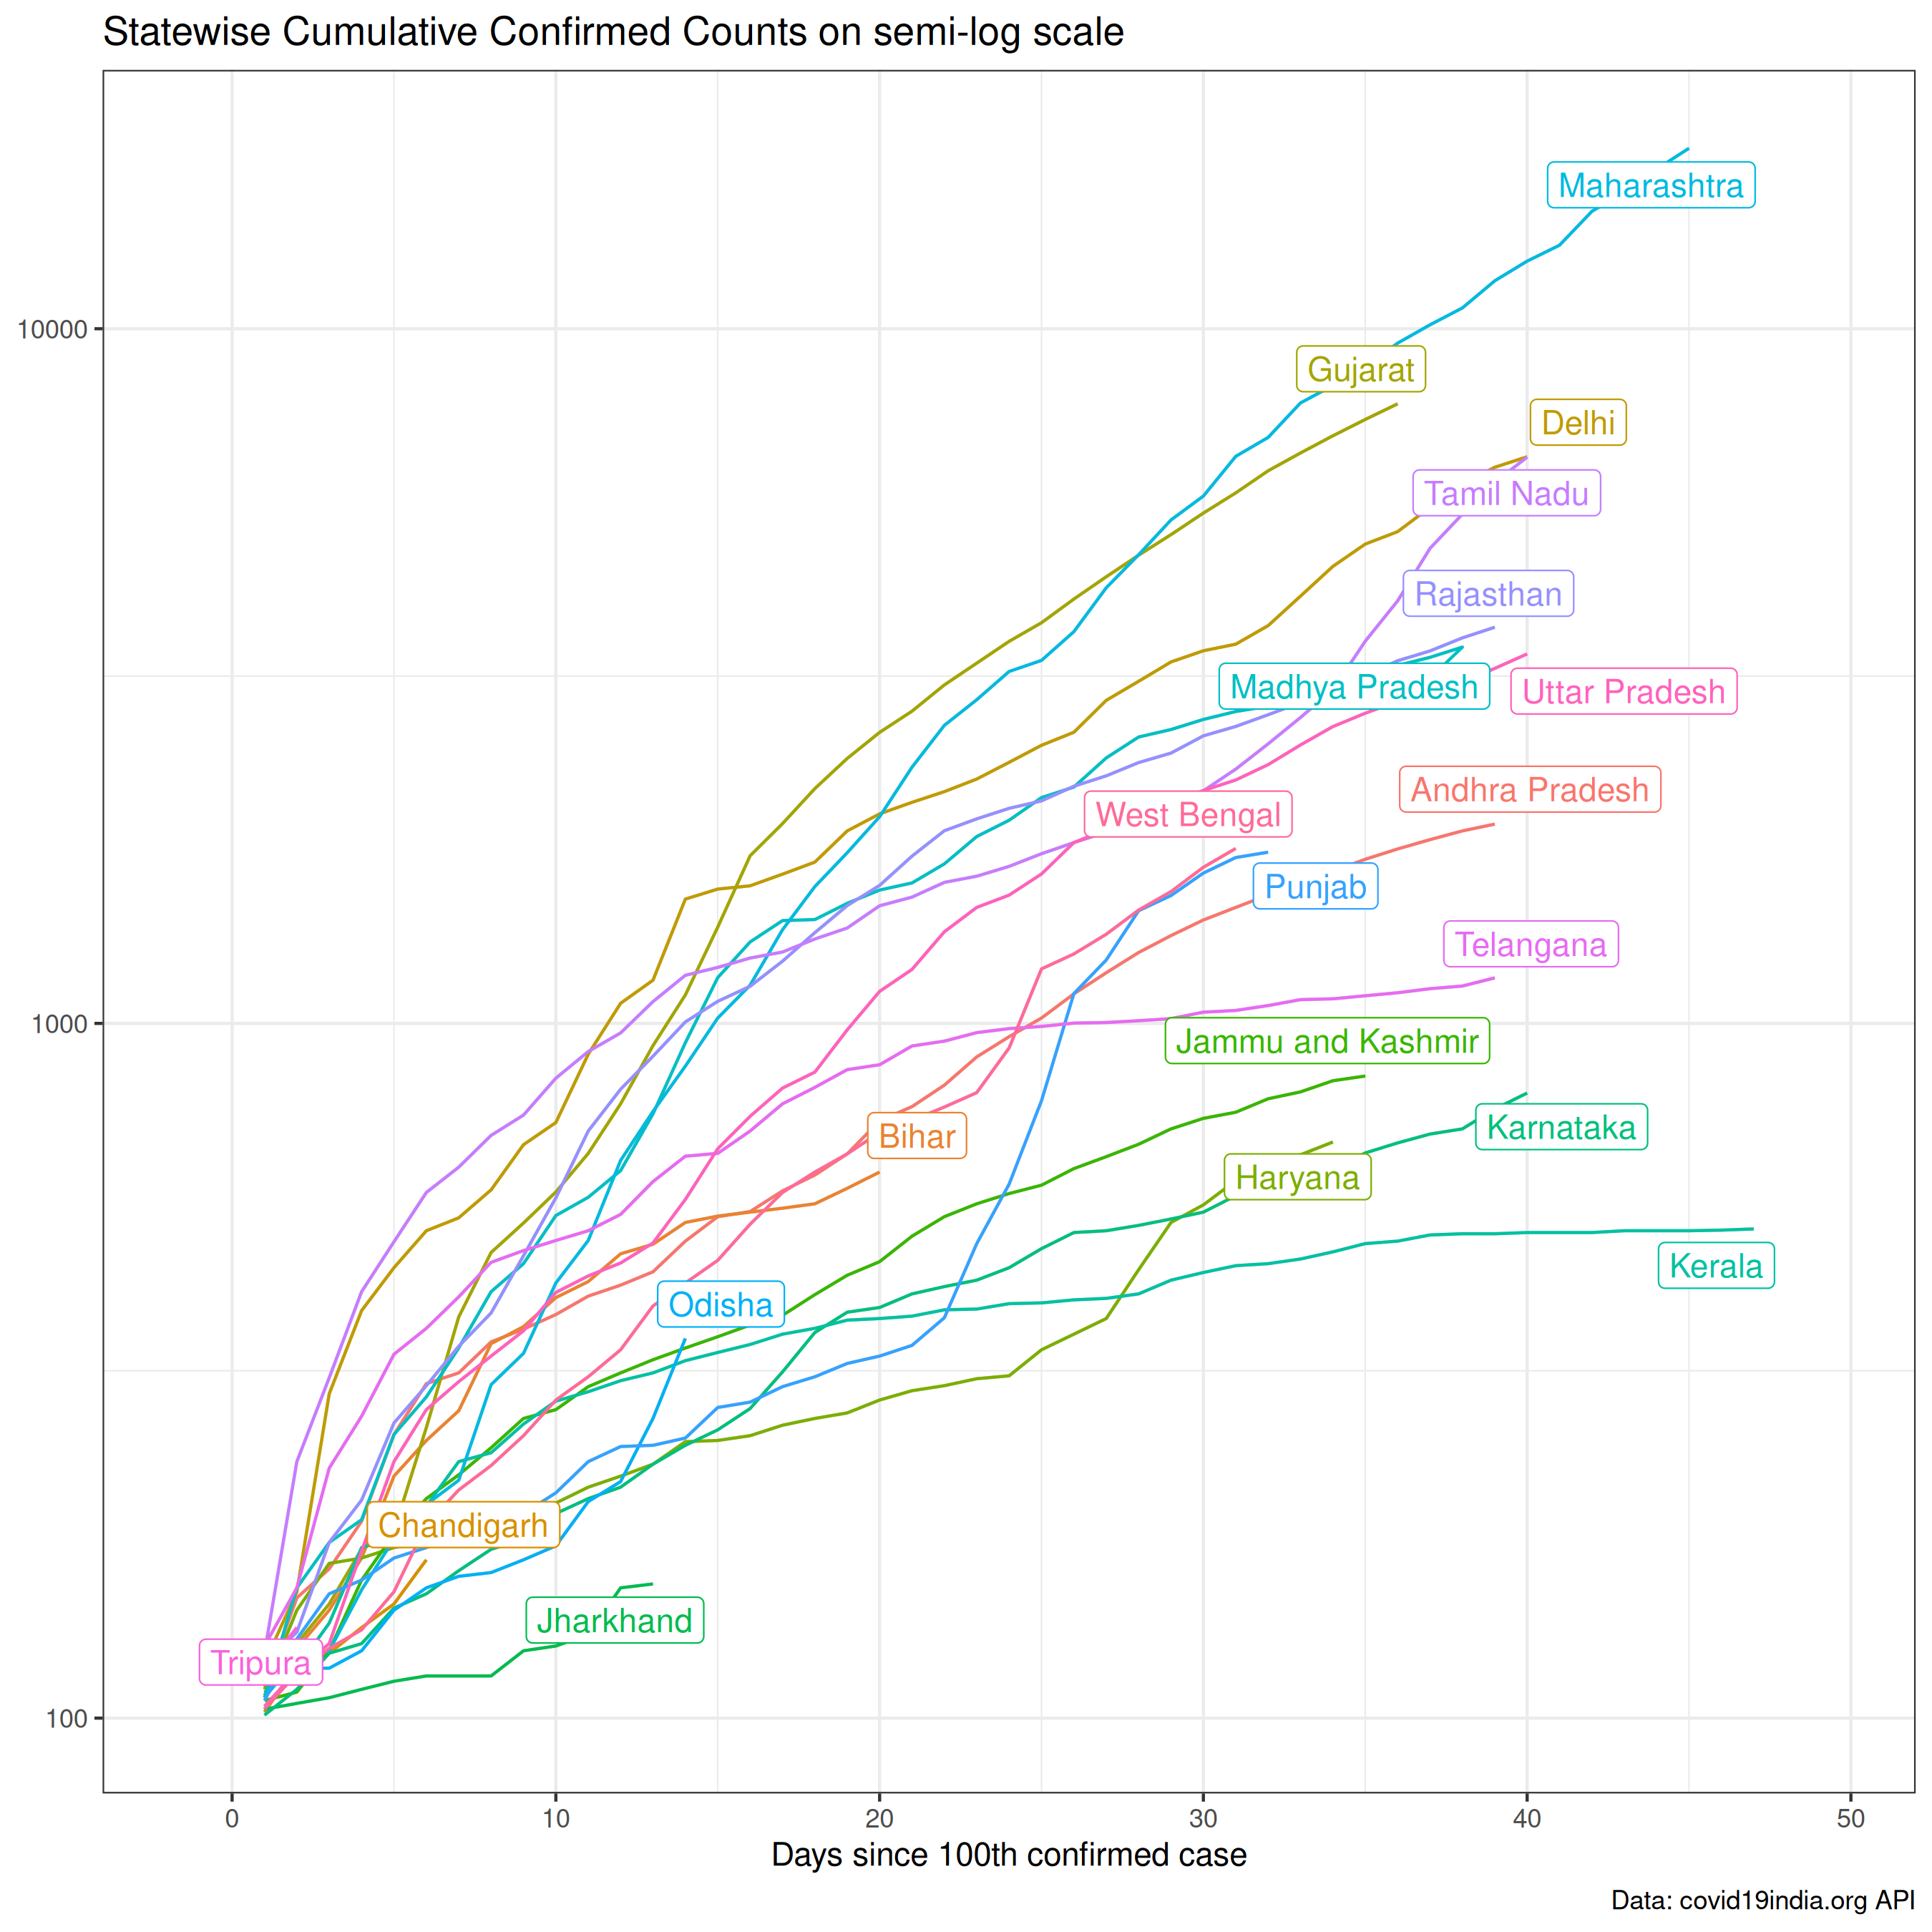 Statewise Cumulative Confirmed Counts on semi-log scale
Maharashtra
10000
Gujarat
Delhi
Tamil Nadu
Rajasthan
Madhya Pradesh
Uttar Pradesh
Andhra Pradesh
West Bengal
Punjab
Telangana
1000
Jammu and Kashmir
Karnataka
Bihar
Haryana
Kerala
Odisha
Chandigarh
Jharkhand
Tripura
100
0 10 20 30 40 50
Days since 100th confirmed case
Data: covid19india.org API